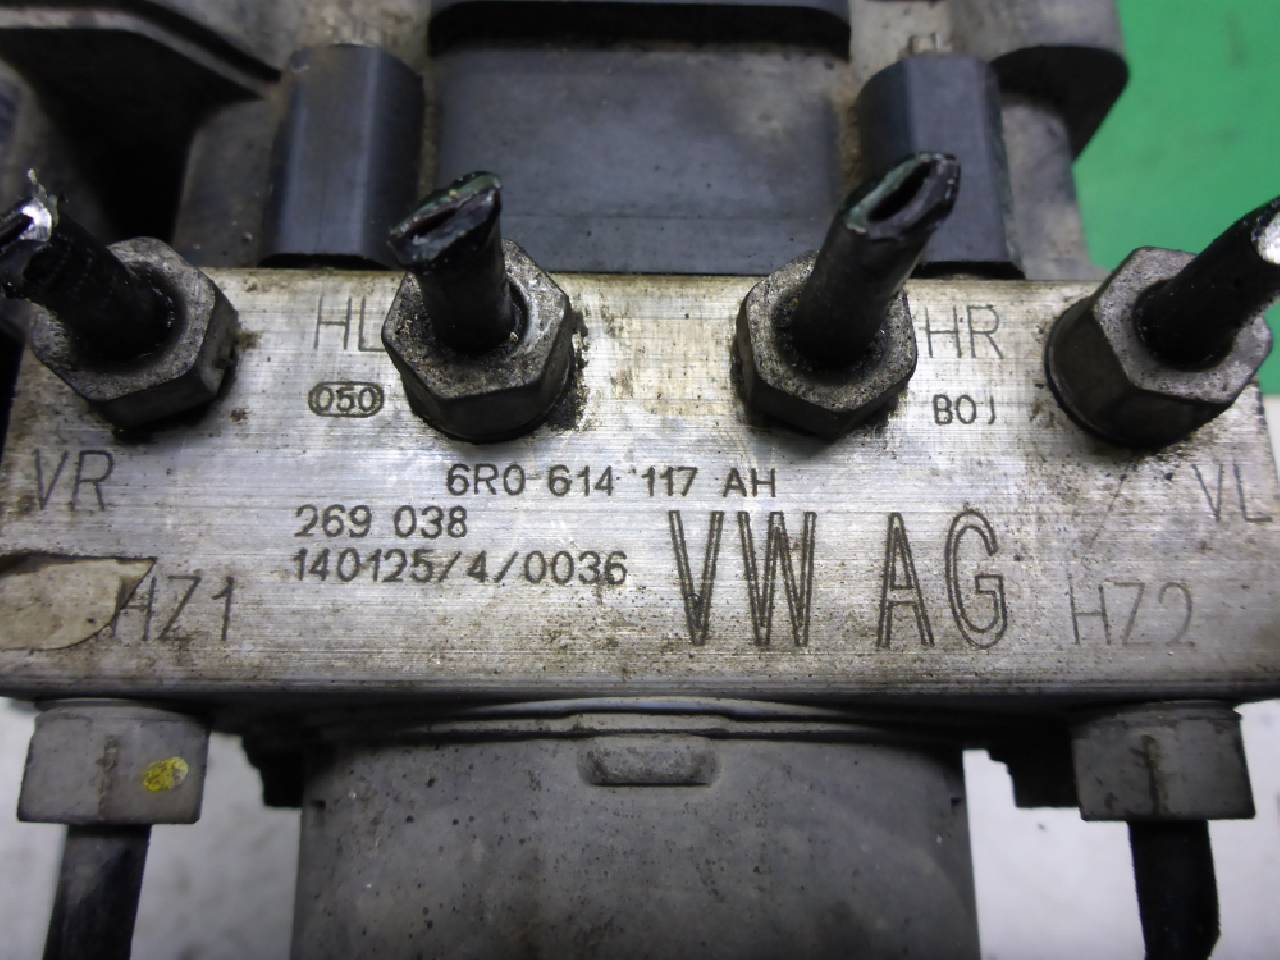 HL
HR
050
B0J
VR
6R0 614 117 AH
VL
269 038
140125/4/0036
VW AG
HZ1
HZ2